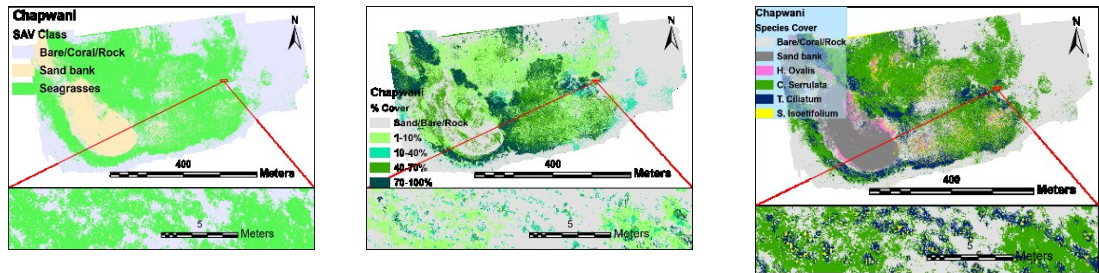 Chapwani
SAV Class
Bare/Coral/Rock
Sand bank
Seagrasses
N
400
Meters
5
Meters
Chapwani
% Cover
Sand/Bare/Rock
1-10%
10-40%
40-70%
70-100%
N
400
Meters
5
Meters
Chapwani
Species Cover
Bare/Coral/Rock
Sand bank
H. Ovalis
C. Serrulata
T. Ciliatum
S. Isoetifolium
N
400
Meters
5
Meters